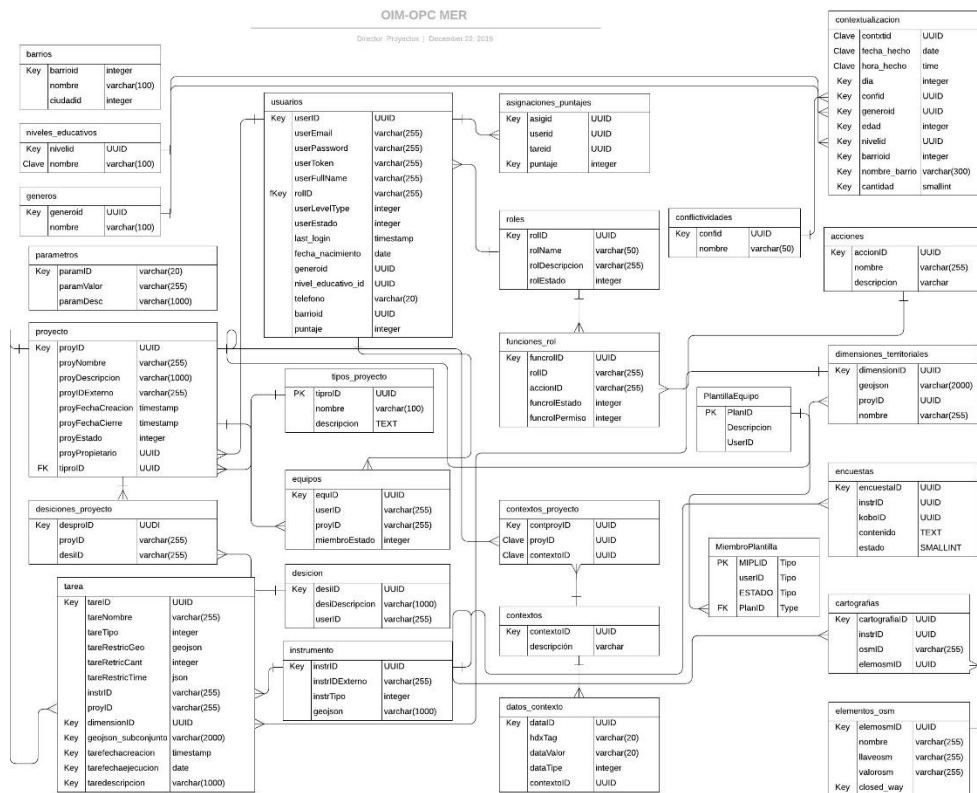 OIM-OPC MER
Director Proyectos | December 22, 2019
barrios
Key barrioid integer
nombre varchar(100)
ciudadid integer
niveles_educativos
Key nivelid UUID
Clave nombre varchar(100)
generos
Key generoid UUID
nombre varchar(100)
parametros
Key paramID varchar(20)
paramValor varchar(255)
paramDesc varchar(1000)
proyecto
Key proyID UUID
proyNombre varchar(255)
proyDescripcion varchar(1000)
proyIDExterno varchar(255)
proyFechaCreacion timestamp
proyFechaCierre timestamp
proyEstado integer
proyPropietario UUID
FK tiproID UUID
desiciones_proyecto
Key desproID UUDI
proyID varchar(255)
desiID varchar(255)
tarea
Key tareID UUID
tareNombre varchar(255)
tareTipo integer
tareRestricGeo geojson
tareRetricCant integer
tareRestricTime json
instrID varchar(255)
proyID varchar(255)
Key dimensionID UUID
Key geojson_subconjunto varchar(2000)
Key tarefechacreacion timestamp
Key tarefechaejecucion date
Key taredescripcion varchar(1000)
usuarios
Key userID UUID
userEmail varchar(255)
userPassword varchar(255)
userToken varchar(255)
userFullName varchar(255)
!Key rolID varchar(255)
userLevelType integer
userEstado integer
last_login timestamp
fecha_nacimiento date
generoid UUID
nivel_educativo_id UUID
telefono varchar(20)
barrioid UUID
puntaje integer
tipos_proyecto
PK tiproID UUID
nombre varchar(100)
descripcion TEXT
equipos
Key equID UUID
userID varchar(255)
proyID varchar(255)
miembroEstado integer
desicion
Key desiID UUID
desiDescripcion varchar(1000)
userID varchar(255)
instrumento
Key instrID UUID
instrIDExterno varchar(255)
instrTipo integer
geojson varchar(1000)
asignaciones_puntajes
Key asigid UUID
userid UUID
tareid UUID
Key puntaje integer
roles
Key rolID UUID
rolName varchar(50)
rolDescripcion varchar(255)
rolEstado integer
funciones_rol
Key funcrolID UUID
rolID varchar(255)
accionID varchar(255)
funcrolEstado integer
funcrolPermiso integer
contextos_proyecto
Key contproyID UUID
Clave proyID UUID
Clave contextoID UUID
contextos
Key contextoID UUID
descripción varchar
datos_contexto
Key dataID UUID
hdxTag varchar(20)
dataValor varchar(20)
dataTipe integer
contextoID UUID
conflictividades
Key confid UUID
nombre varchar(50)
PlantillaEquipo
PK PlanID
Descripcion
UserID
MiembroPlantilla
PK MIPLID Tipo
userID Tipo
ESTADO Tipo
FK PlanID Type
contextualizacion
Clave contxtid UUID
Clave fecha_hecho date
Clave hora_hecho time
Key dia integer
Key confid UUID
Key generoid UUID
Key edad integer
Key nivelid UUID
Key barrioid integer
Key nombre_barrio varchar(300)
Key cantidad smallint
acciones
Key accionID UUID
nombre varchar(255)
descripcion varchar
dimensiones_territoriales
Key dimensionID UUID
geojson varchar(2000)
proyID UUID
nombre varchar(255)
encuestas
Key encuestaID UUID
instrID UUID
koboID UUID
contenido TEXT
estado SMALLINT
cartografias
Key cartografiaID UUID
instrID UUID
osmID varchar(255)
elemosmID UUID
elementos_osm
Key elemosmID UUID
nombre varchar(255)
llaveosm varchar(255)
valorosm varchar(255)
Key closed_way